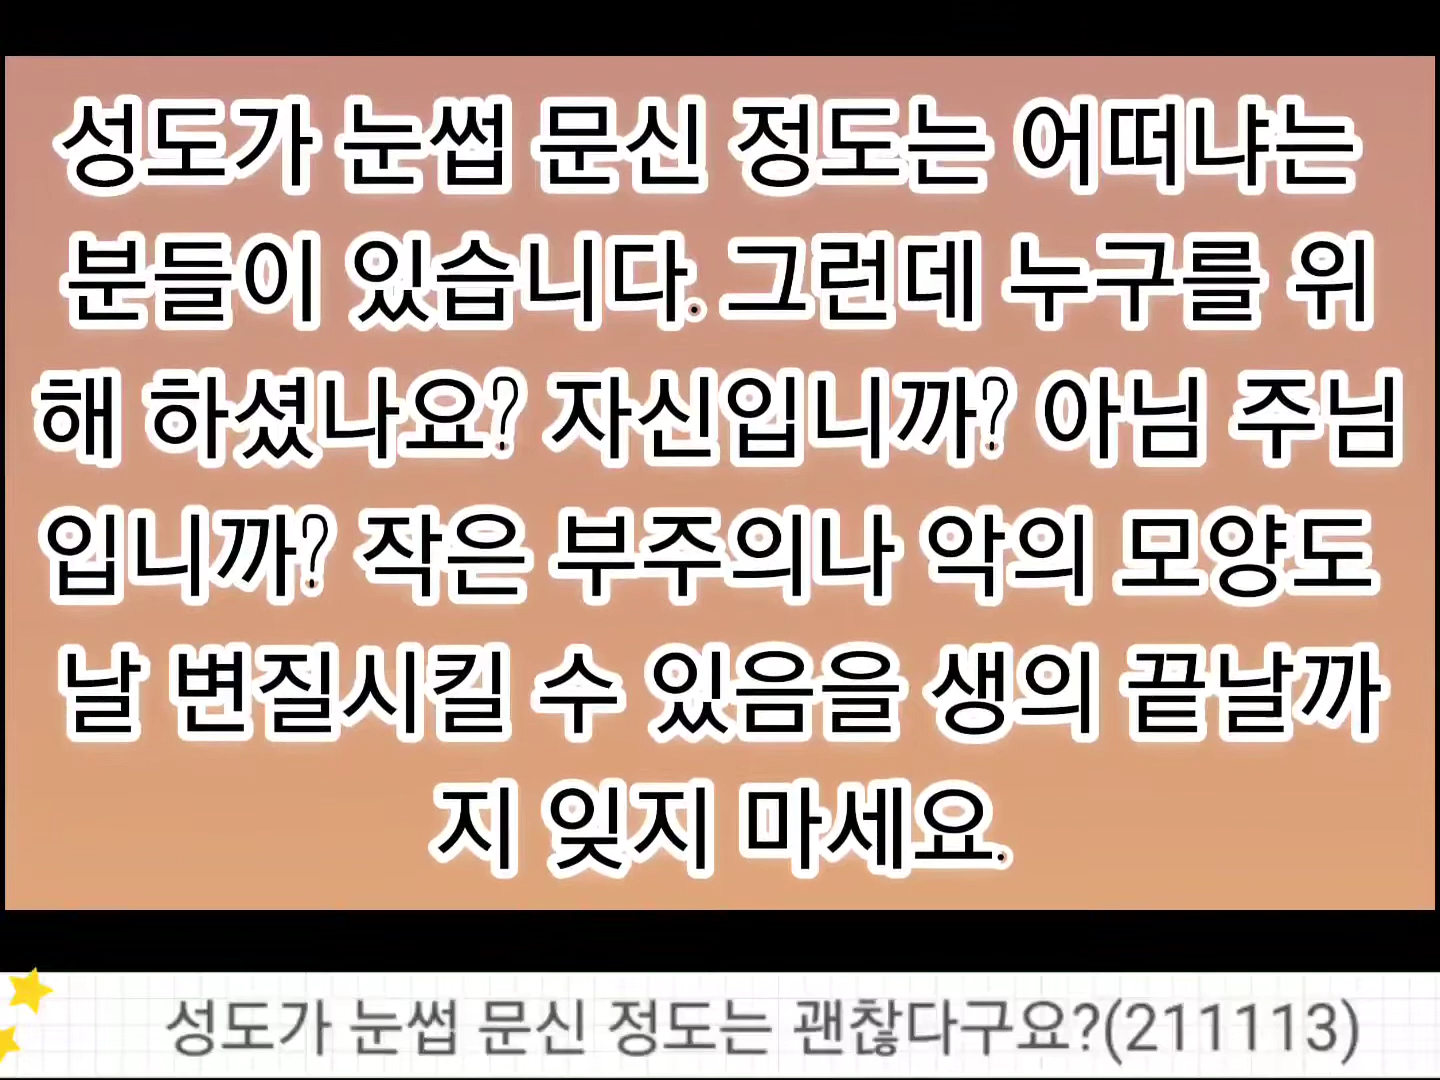 성도가 눈썹 문신 정도는 어떠냐는
분들이 있습니다. 그런데 누구를 위
해 하셨나요? 자신입니까? 아님 주님
입니까? 작은 부주의나 악의 모양도
날 변질시킬 수 있음을 생의 끝날까
지 잊지 마세요.
성도가 눈썹 문신 정도는 괜찮다구요?(211113)